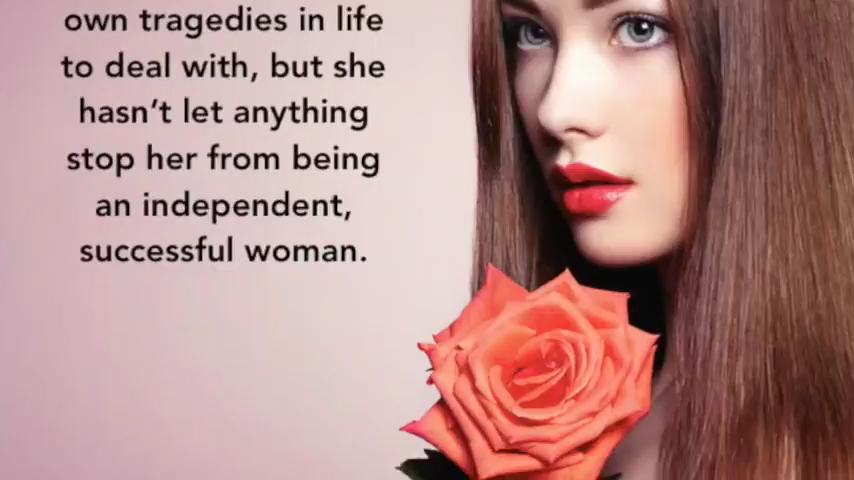 own tragedies in life
to deal with, but she
hasn’t let anything
stop her from being
an independent,
successful woman.